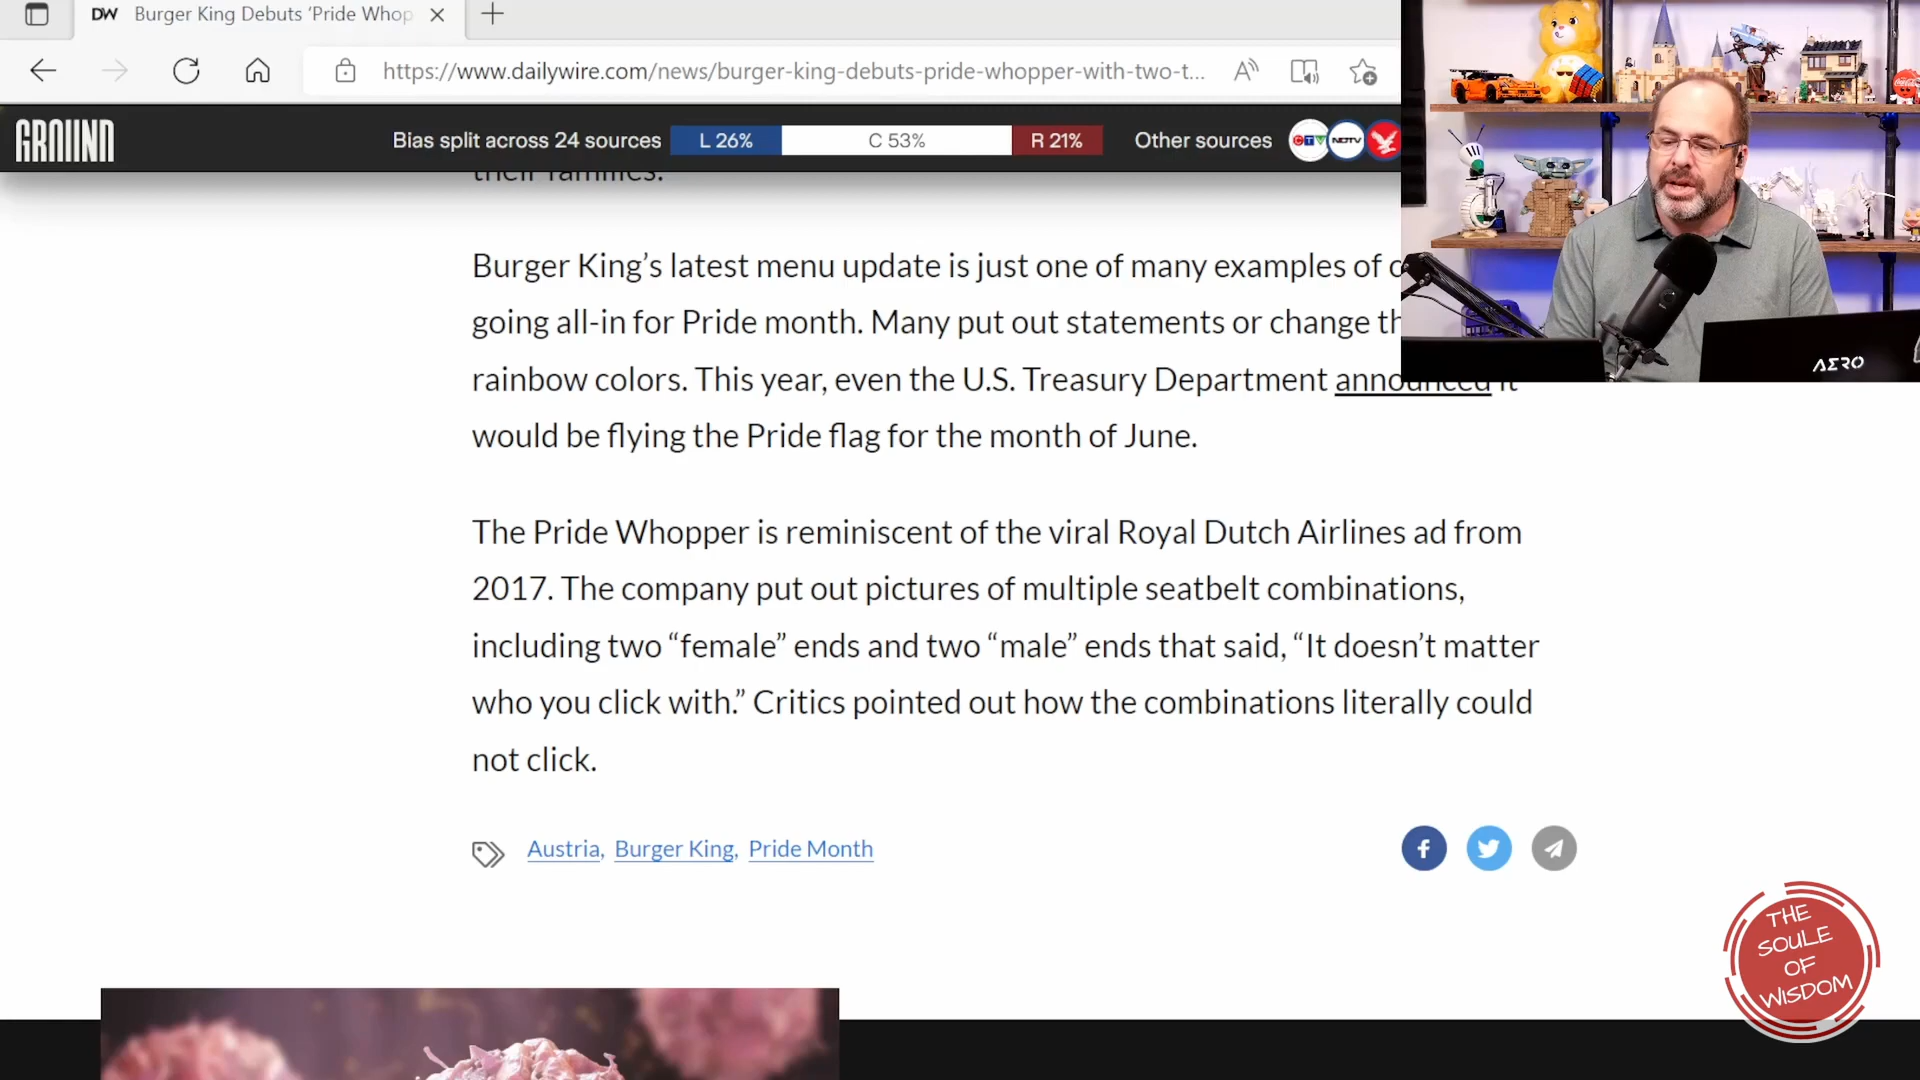 DW Burger King Debuts ‘Pride Whop
https://www.dailywire.com/news/burger-king-debuts-pride-whopper-with-two-t...
GROUND
Bias split across 24 sources L 26% C 53% R 21% Other sources CTV NDTV
their families.
Burger King’s latest menu update is just one of many examples of
going all-in for Pride month. Many put out statements or change
rainbow colors. This year, even the U.S. Treasury Department announced it
would be flying the Pride flag for the month of June.
The Pride Whopper is reminiscent of the viral Royal Dutch Airlines ad from
2017. The company put out pictures of multiple seatbelt combinations,
including two “female” ends and two “male” ends that said, “It doesn’t matter
who you click with.” Critics pointed out how the combinations literally could
not click.
Austria, Burger King, Pride Month
AERO
THE
SOULE
OF
WISDOM